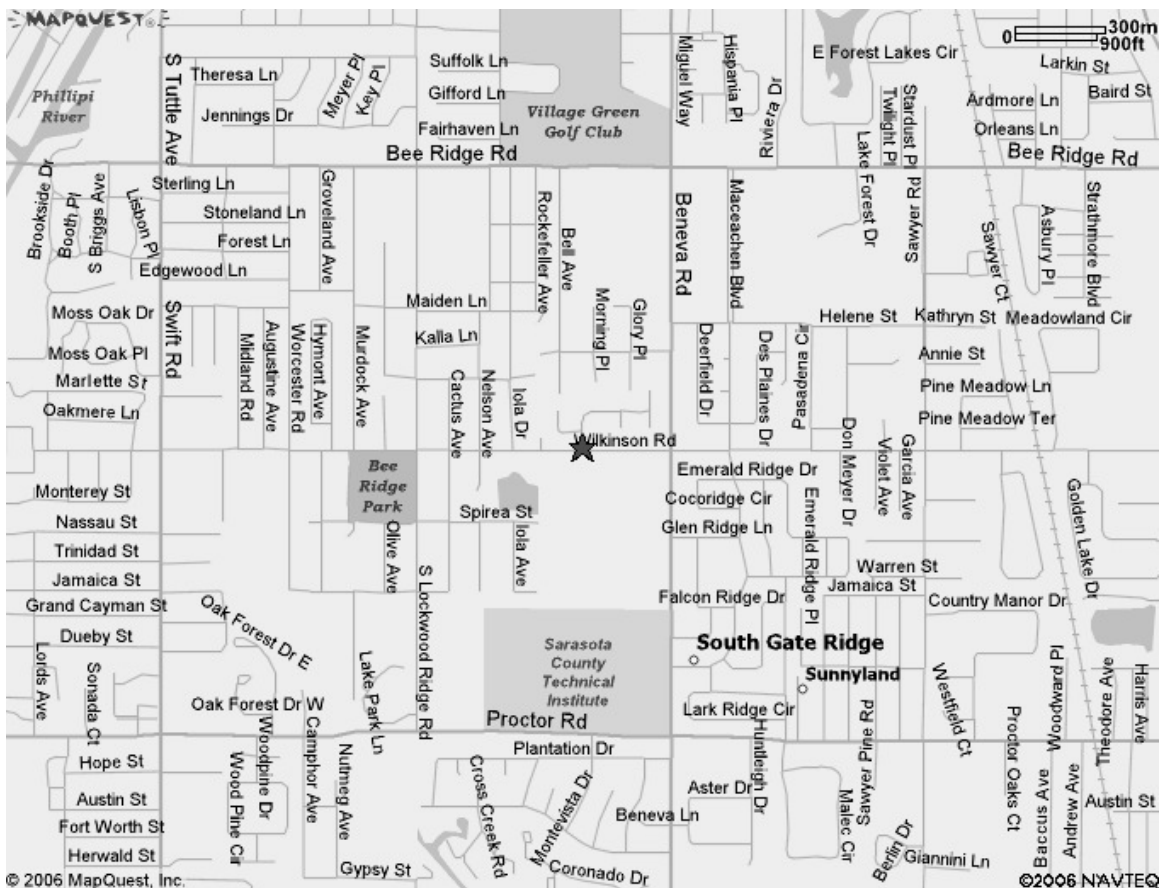 MAPQUEST
300m
0
900ft
Phillipi
River
S Tuttle Ave
Theresa Ln
Jennings Dr
Meyer Pl
Key Pl
Suffolk Ln
Gifford Ln
Fairhaven Ln
Village Green
Golf Club
Miguel Way
Hispania Pl
Riviera Dr
E Forest Lakes Cir
Twilight Pl
Stardust Pl
Larkin St
Baird St
Ardmore Ln
Orleans Ln
Bee Ridge Rd
Bee Ridge Rd
Brookside Dr
Booth Pl
S Briggs Ave
Lisbon Pl
Sterling Ln
Stoneland Ln
Forest Ln
Edgewood Ln
Groveland Ave
Rockefeller Ave
Bell Ave
Beneva Rd
Maceachen Blvd
Lake Forest Dr
Sawyer Rd
Sawyer Ct
Asbury Pl
Strathmore Blvd
Moss Oak Dr
Moss Oak Pl
Marlette St
Oakmere Ln
Swift Rd
Midland Rd
Augustine Ave
Worcester Rd
Hymont Ave
Murdock Ave
Maiden Ln
Kalla Ln
Cactus Ave
Nelson Ave
Iola Dr
Morning Pl
Glory Pl
Wilkinson Rd
Deerfield Dr
Des Plaines Dr
Pasadena Cir
Helene St
Kathryn St
Meadowland Cir
Annie St
Pine Meadow Ln
Pine Meadow Ter
Don Meyer Dr
Violet Ave
Garcia Ave
Monterey St
Nassau St
Trinidad St
Jamaica St
Grand Cayman St
Dueby St
Bee
Ridge
Park
Spirea St
Olive Ave
Iola Ave
S Lockwood Ridge Rd
Emerald Ridge Dr
Cocoridge Cir
Glen Ridge Ln
Emerald Ridge Pl
Warren St
Jamaica St
Golden Lake Dr
Country Manor Dr
Falcon Ridge Dr
South Gate Ridge
Sunnyland
Lords Ave
Sonada Ct
Oak Forest Dr E
Oak Forest Dr W
Lake Park Ln
Sarasota
County
Technical
Institute
Proctor Rd
Lark Ridge Cir
Huntleigh Dr
Sawyer Pine Rd
Westfield Ct
Proctor Oaks Ct
Woodward Pl
Theodore Ave
Harris Ave
Hope St
Austin St
Fort Worth St
Herwald St
Wood Pine Cir
Woodpine Dr
Camphor Ave
Nutmeg Ave
Gypsy St
Plantation Dr
Cross Creek Rd
Montevista Dr
Coronado Dr
Beneva Ln
Aster Dr
Malec Cir
Berlin Dr
Giannini Ln
Baccus Ave
Andrew Ave
Austin St
© 2006 MapQuest, Inc.
©2006 NAVTEQ